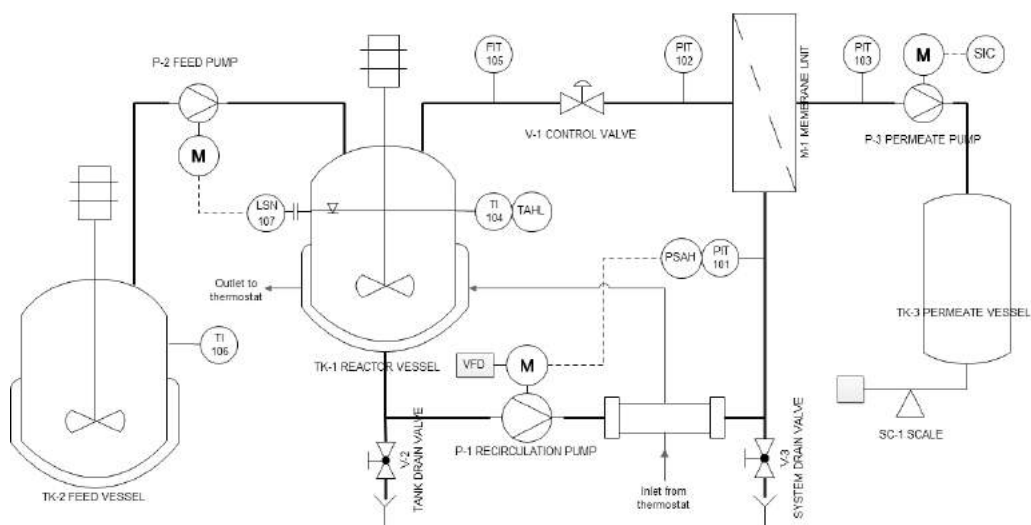 P-2 FEED PUMP
M
LSN
107
FIT
105
V-1 CONTROL VALVE
PIT
102
M-1 MEMBRANE UNIT
PIT
103
M
SIC
P-3 PERMEATE PUMP
TI
104
TAHL
PSAH
PIT
101
Outlet to
thermostat
TI
106
TK-1 REACTOR VESSEL
VFD
M
TK-3 PERMEATE VESSEL
SC-1 SCALE
P-1 RECIRCULATION PUMP
V-2
TANK DRAIN VALVE
Inlet from
thermostat
V-3
SYSTEM DRAIN VALVE
TK-2 FEED VESSEL